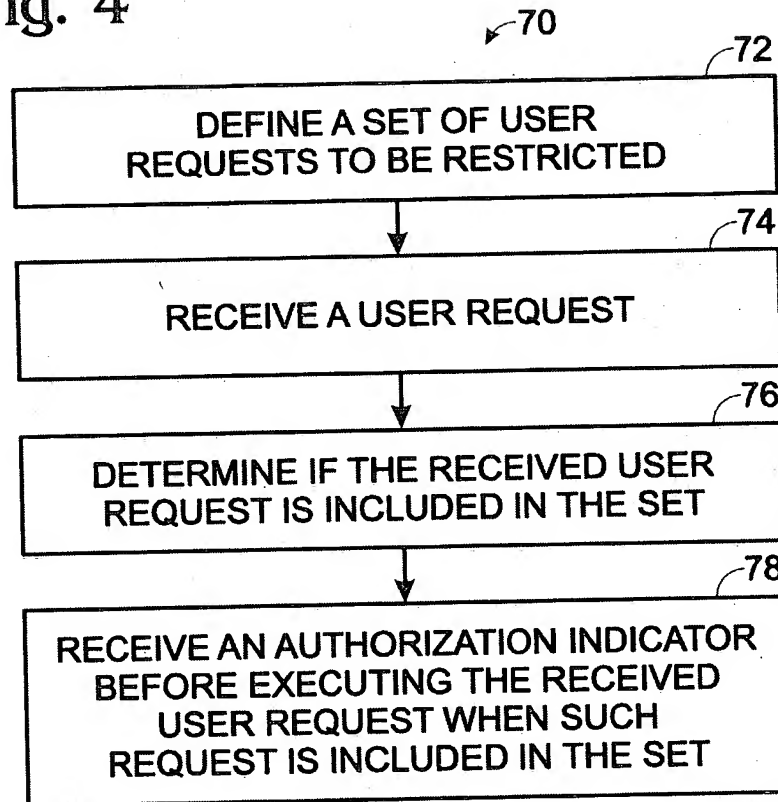 ig. 4
70
72
DEFINE A SET OF USER
REQUESTS TO BE RESTRICTED
74
RECEIVE A USER REQUEST
76
DETERMINE IF THE RECEIVED USER
REQUEST IS INCLUDED IN THE SET
78
RECEIVE AN AUTHORIZATION INDICATOR
BEFORE EXECUTING THE RECEIVED
USER REQUEST WHEN SUCH
REQUEST IS INCLUDED IN THE SET